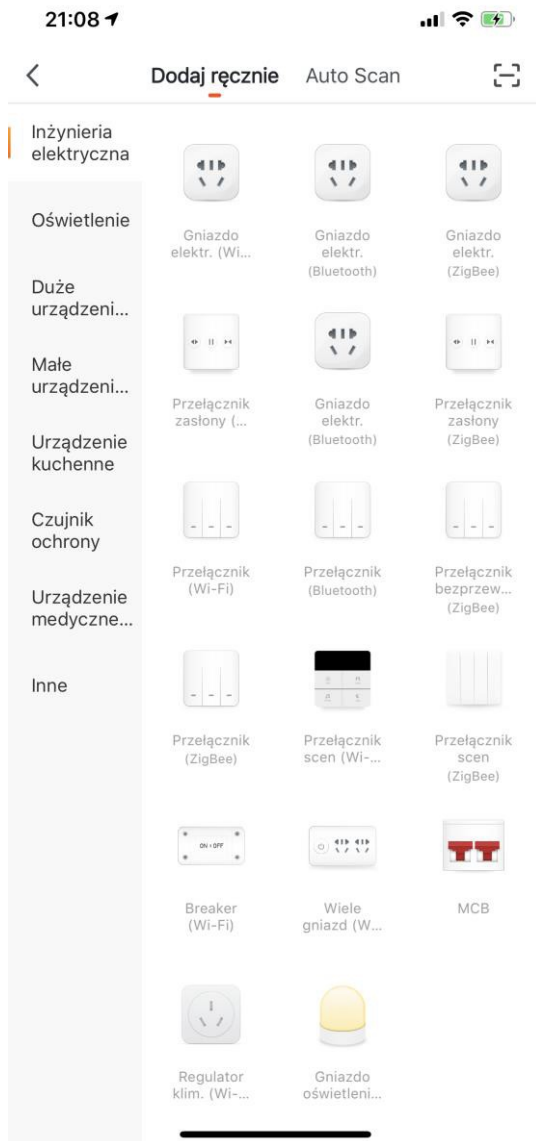 21:08
Dodaj ręcznie Auto Scan
Inżynieria
elektryczna
Oświetlenie
Duże
urządzeni...
Małe
urządzeni...
Urządzenie
kuchenne
Czujnik
ochrony
Urządzenie
medyczne...
Inne
Gniazdo
elektr. (Wi...
Gniazdo
elektr.
(Bluetooth)
Gniazdo
elektr.
(ZigBee)
Przełącznik
zasłony (...
Gniazdo
elektr.
(Bluetooth)
Przełącznik
zasłony
(ZigBee)
Przełącznik
(Wi-Fi)
Przełącznik
(Bluetooth)
Przełącznik
bezprzew...
(ZigBee)
Przełącznik
(ZigBee)
Przełącznik
scen (Wi-...
Przełącznik
scen
(ZigBee)
ON OFF
Breaker
(Wi-Fi)
Wiele
gniazd (W...
MCB
Regulator
klim. (Wi-...
Gniazdo
oświetleni...